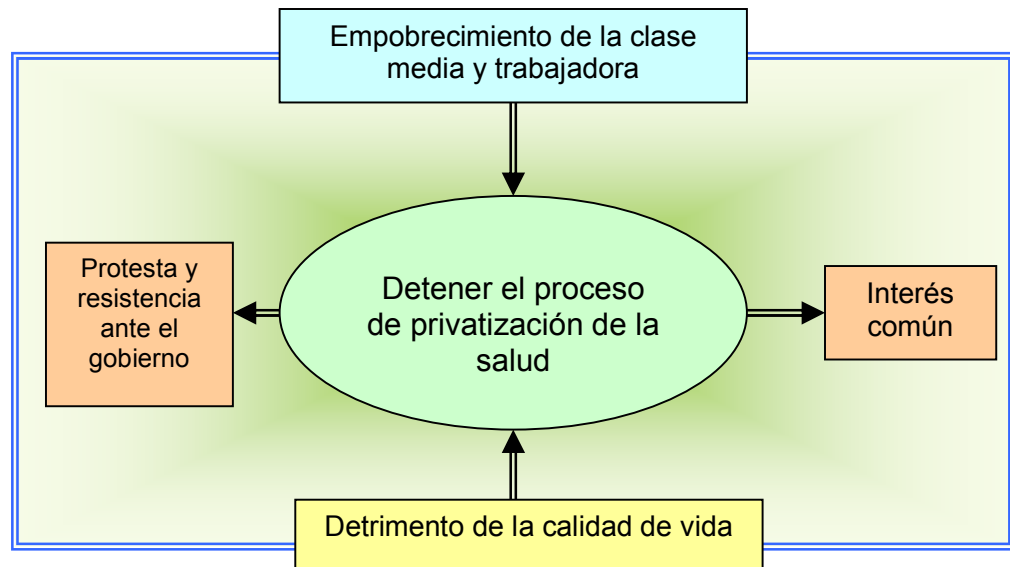 Empobrecimiento de la clase
media y trabajadora
Protesta y
resistencia
ante el
gobierno
Detener el proceso
de privatización de la
salud
Interés
común
Detrimento de la calidad de vida